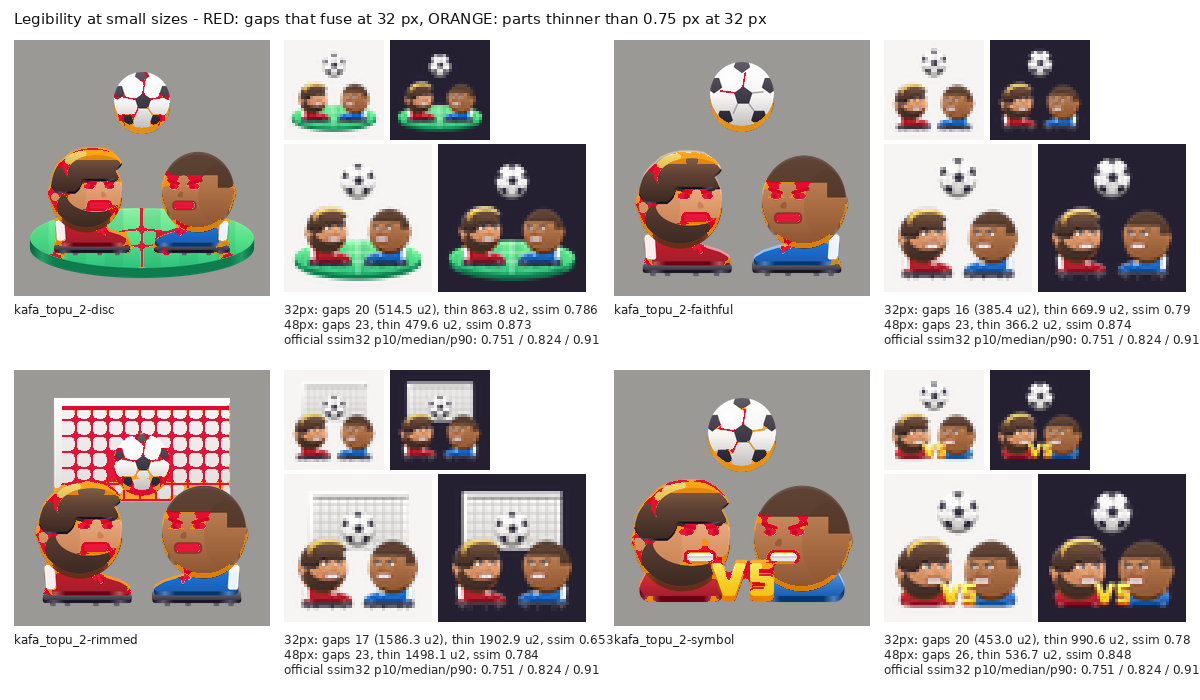 Legibility at small sizes - RED: gaps that fuse at 32 px, ORANGE: parts thinner than 0.75 px at 32 px
kafa_topu_2-disc
32px: gaps 20 (514.5 u2), thin 863.8 u2, ssim 0.786
48px: gaps 23, thin 479.6 u2, ssim 0.873
official ssim32 p10/median/p90: 0.751 / 0.824 / 0.91
kafa_topu_2-faithful
32px: gaps 16 (385.4 u2), thin 669.9 u2, ssim 0.79
48px: gaps 23, thin 366.2 u2, ssim 0.874
official ssim32 p10/median/p90: 0.751 / 0.824 / 0.91
kafa_topu_2-rimmed
32px: gaps 17 (1586.3 u2), thin 1902.9 u2, ssim 0.653
48px: gaps 23, thin 1498.1 u2, ssim 0.784
official ssim32 p10/median/p90: 0.751 / 0.824 / 0.91
VS
VS
VS
VS
VS
kafa_topu_2-symbol
32px: gaps 20 (453.0 u2), thin 990.6 u2, ssim 0.78
48px: gaps 26, thin 536.7 u2, ssim 0.848
official ssim32 p10/median/p90: 0.751 / 0.824 / 0.91